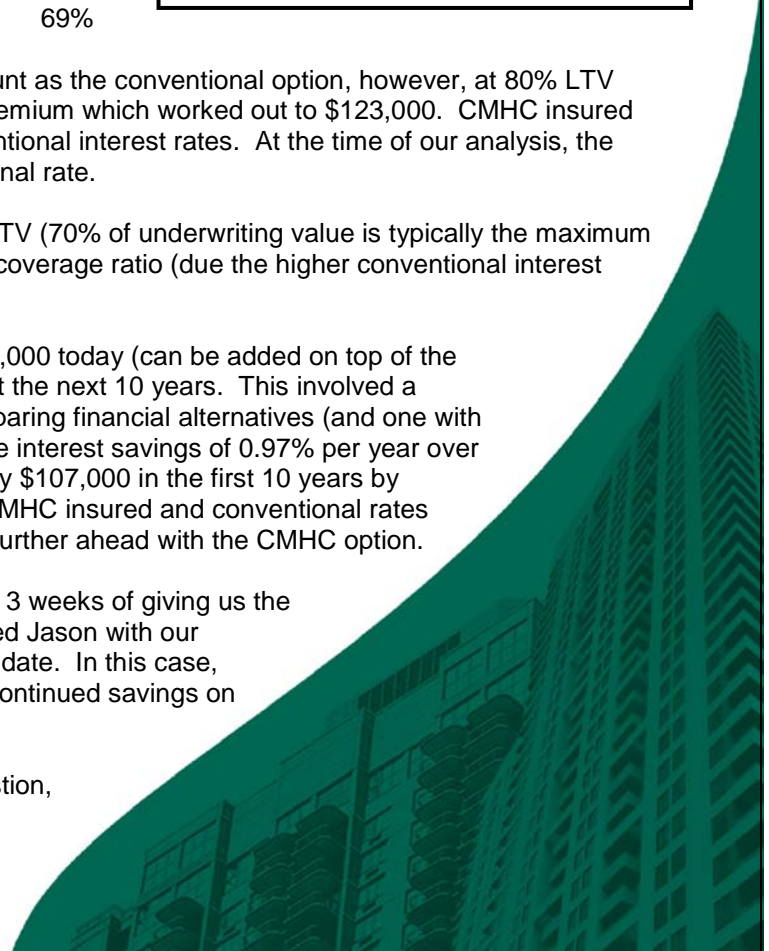 69%
unt as the conventional option, however, at 80% LTV
emium which worked out to $123,000. CMHC insured
ntional interest rates. At the time of our analysis, the
nal rate.
TV (70% of underwriting value is typically the maximum
coverage ratio (due the higher conventional interest
,000 today (can be added on top of the
t the next 10 years. This involved a
paring financial alternatives (and one with
e interest savings of 0.97% per year over
y $107,000 in the first 10 years by
MHC insured and conventional rates
urther ahead with the CMHC option.
3 weeks of giving us the
ed Jason with our
date. In this case,
ontinued savings on
stion,